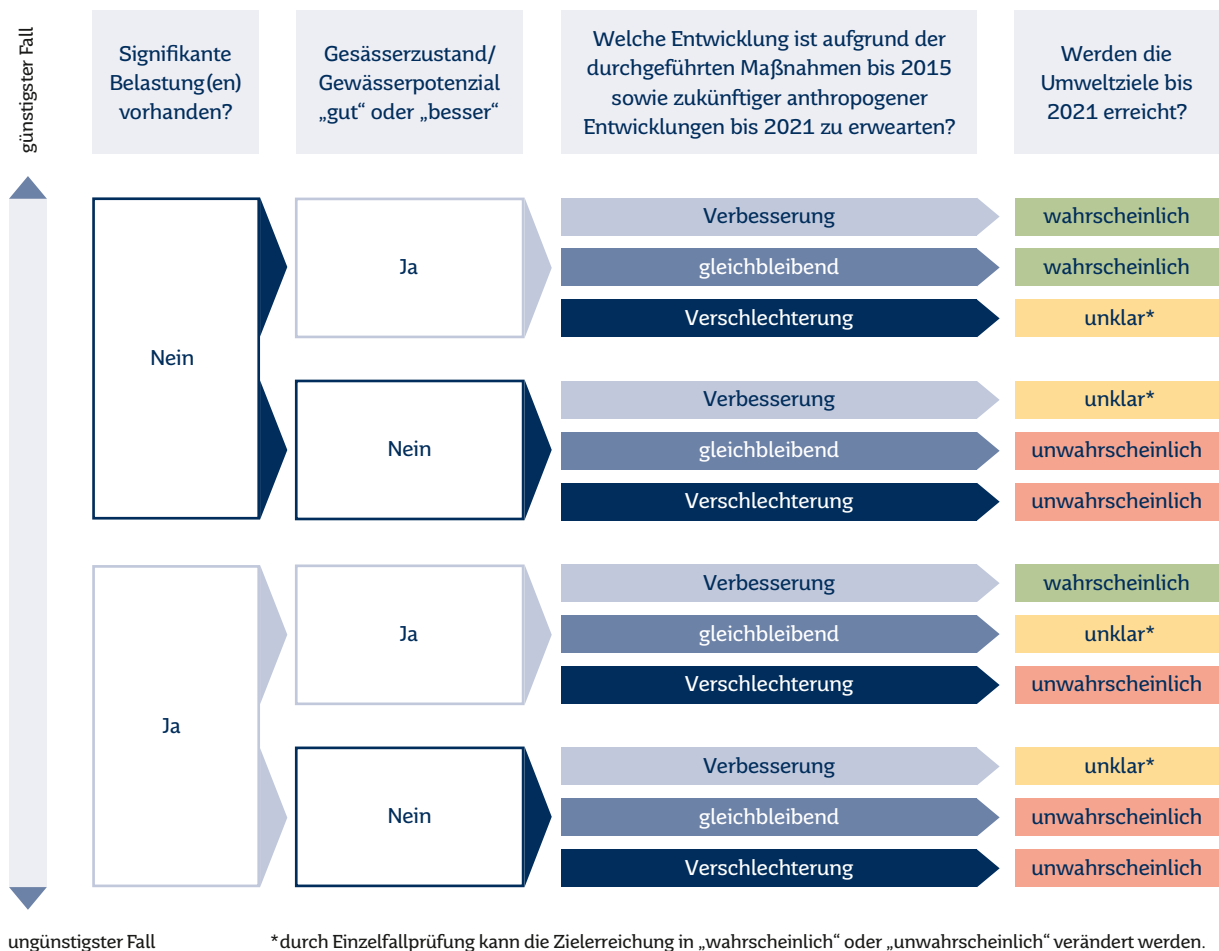 günstigster Fall
Signifikante
Belastung(en)
vorhanden?
Gesässerzustand/
Gewässerpotenzial
„gut“ oder „besser“
Welche Entwicklung ist aufgrund der
durchgeführten Maßnahmen bis 2015
sowie zukünftiger anthropogener
Entwicklungen bis 2021 zu erwarten?
Werden die
Umweltziele bis
2021 erreicht?
Nein
Ja
Verbesserung
wahrscheinlich
gleichbleibend
wahrscheinlich
Verschlechterung
unklar*
Nein
Verbesserung
unklar*
gleichbleibend
unwahrscheinlich
Verschlechterung
unwahrscheinlich
Ja
Ja
Verbesserung
wahrscheinlich
gleichbleibend
unklar*
Verschlechterung
unwahrscheinlich
Nein
Verbesserung
unklar*
gleichbleibend
unwahrscheinlich
Verschlechterung
unwahrscheinlich
ungünstigster Fall
*durch Einzelfallprüfung kann die Zielerreichung in „wahrscheinlich“ oder „unwahrscheinlich“ verändert werden.